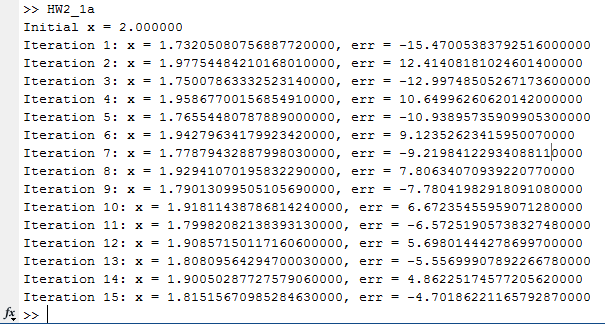 >> HW2_1a
Initial x = 2.000000
Iteration 1: x = 1.73205080756887720000, err = -15.47005383792516000000
Iteration 2: x = 1.97754484210168010000, err = 12.41408181024601400000
Iteration 3: x = 1.75007863332523140000, err = -12.99748505267173600000
Iteration 4: x = 1.95867700156854910000, err = 10.64996260620142000000
Iteration 5: x = 1.76554480787889000000, err = -10.93895735909905300000
Iteration 6: x = 1.94279634179923420000, err = 9.12352623415950070000
Iteration 7: x = 1.77879432887998030000, err = -9.21984122934088110000
Iteration 8: x = 1.92941070195832290000, err = 7.80634070939220770000
Iteration 9: x = 1.79013099505105690000, err = -7.78041982918091080000
Iteration 10: x = 1.91811438786814240000, err = 6.67235455959071280000
Iteration 11: x = 1.79982082138393130000, err = -6.57251905738327480000
Iteration 12: x = 1.90857150117160600000, err = 5.69801444278699700000
Iteration 13: x = 1.80809564294700030000, err = -5.55699907892266780000
Iteration 14: x = 1.90050287727579060000, err = 4.86225174577205620000
Iteration 15: x = 1.81515670985284630000, err = -4.70186221165792870000
fx >>